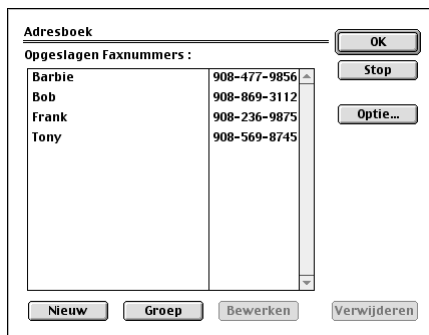 Adresboek
OK
Opgeslagen Faxnummers :
Stop
Barbie 908-477-9856
Bob 908-869-3112
Frank 908-236-9875
Optie...
Tony 908-569-8745
Nieuw Groep Bewerken Verwijderen